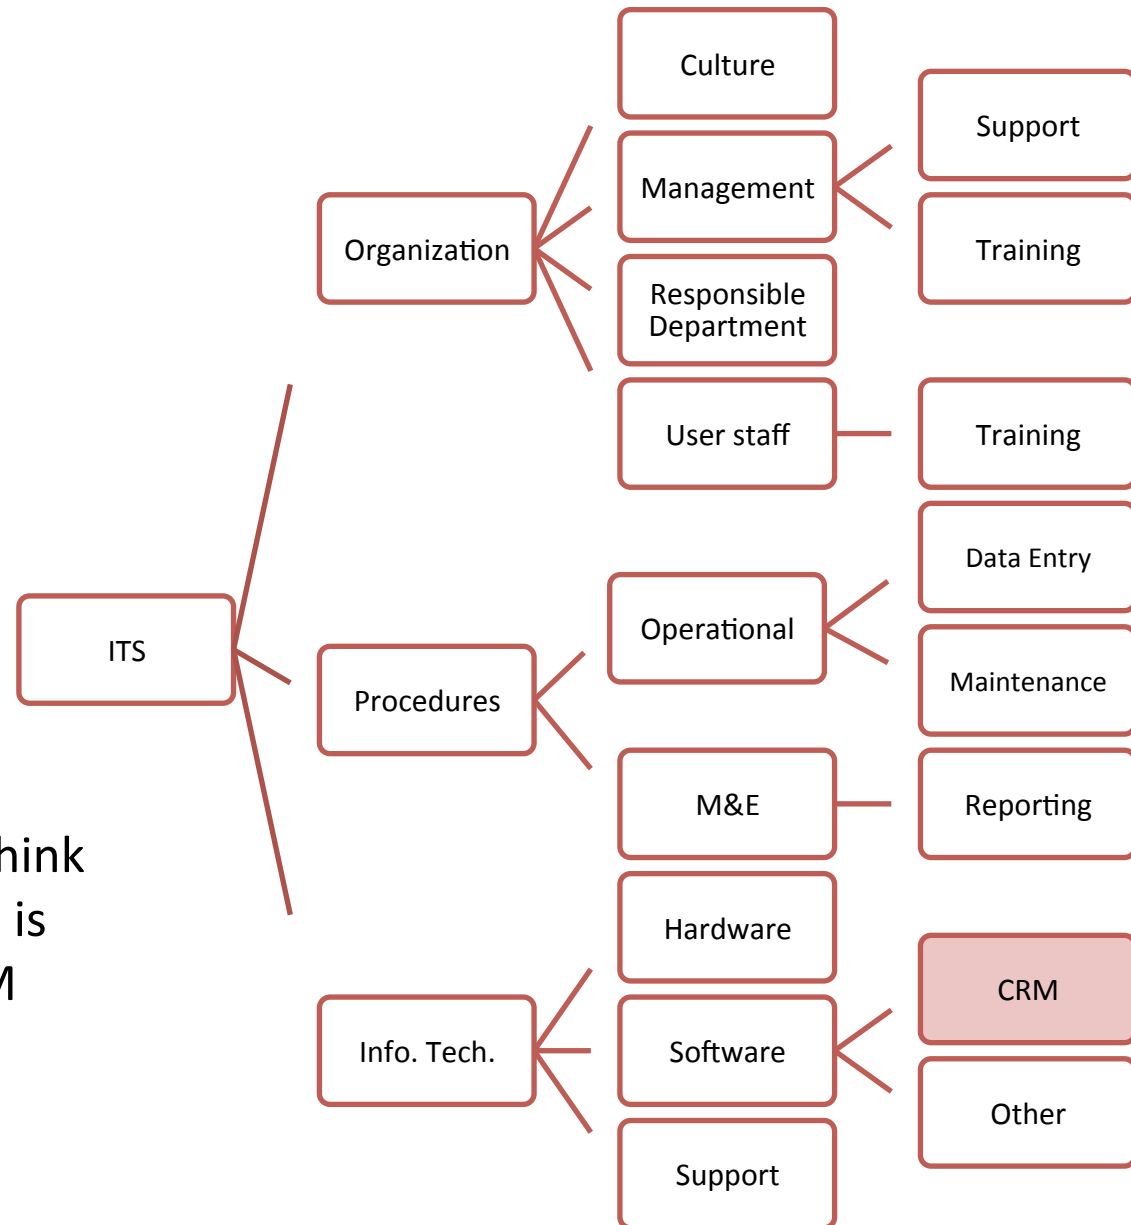 Culture
Support
Management
Organization
Training
Responsible
Department
User staff
Training
Data Entry
Operational
ITS
Maintenance
Procedures
M&E
Reporting
hink
is
M
Hardware
CRM
Info. Tech.
Software
Other
Support